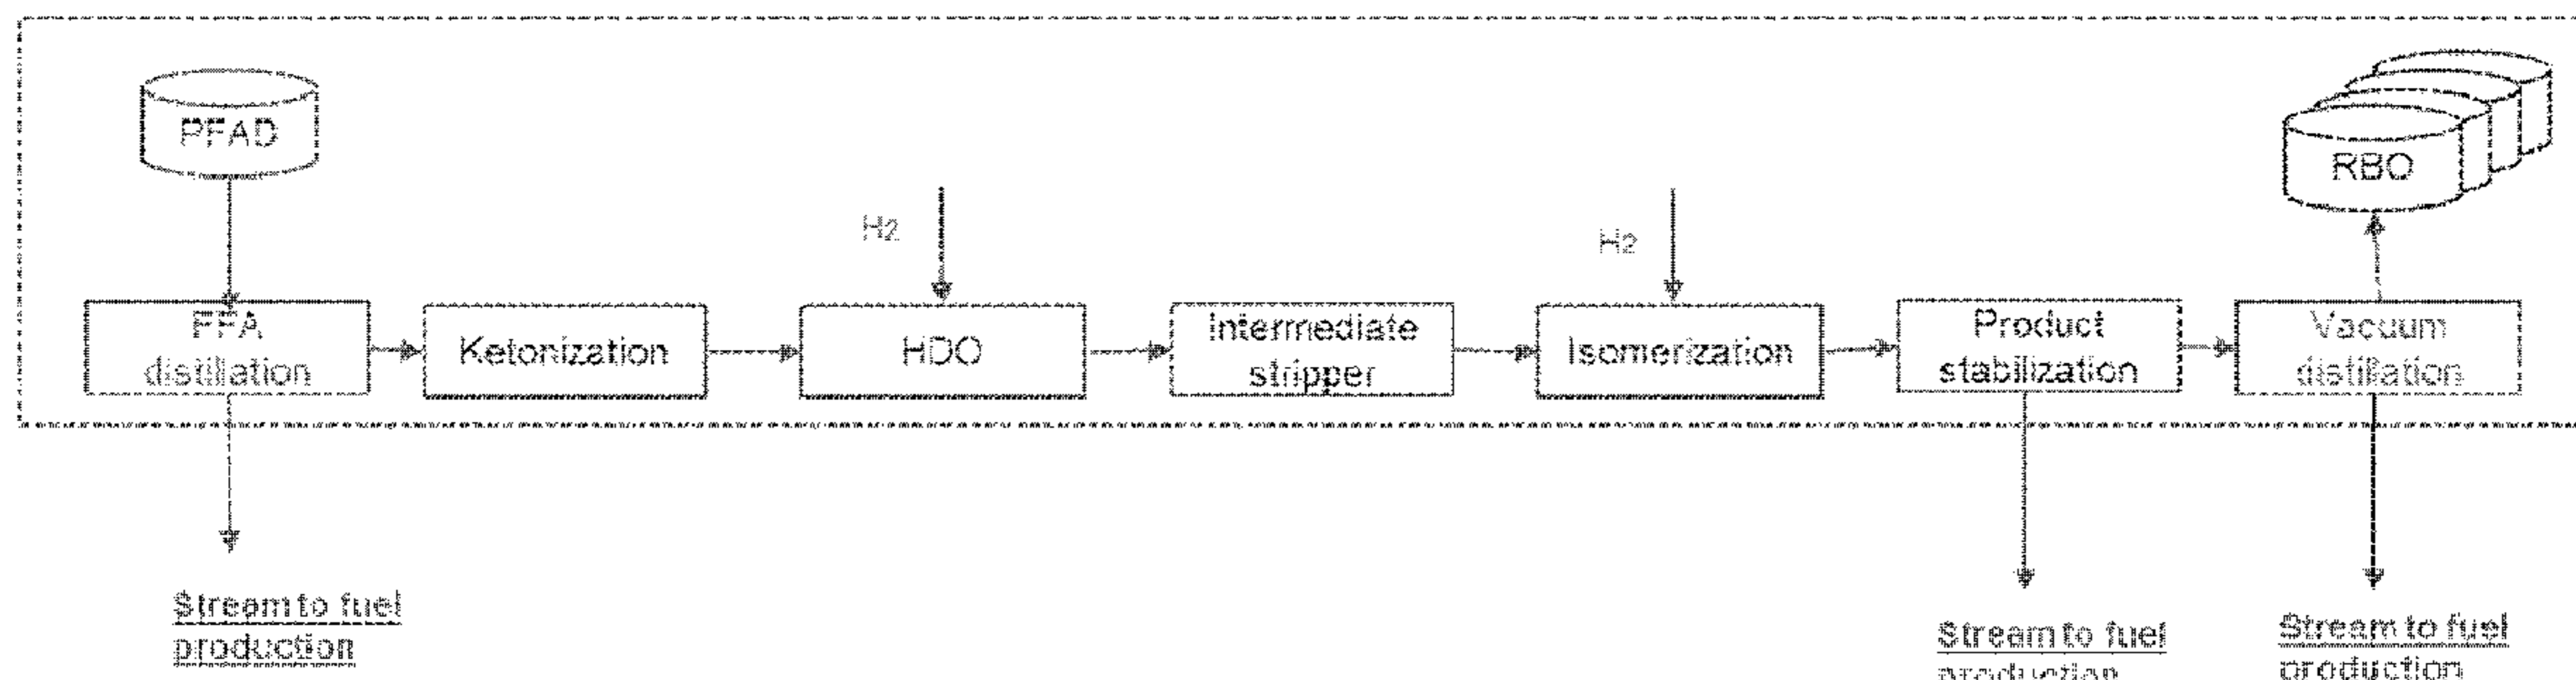 PFAD
RBO
H2
H2
FFA
distillation
Ketonization
HDO
Intermediate
stripper
Isomerization
Product
stabilization
Vacuum
distillation
Stream to fuel
production
Stream to fuel
production
Stream to fuel
production